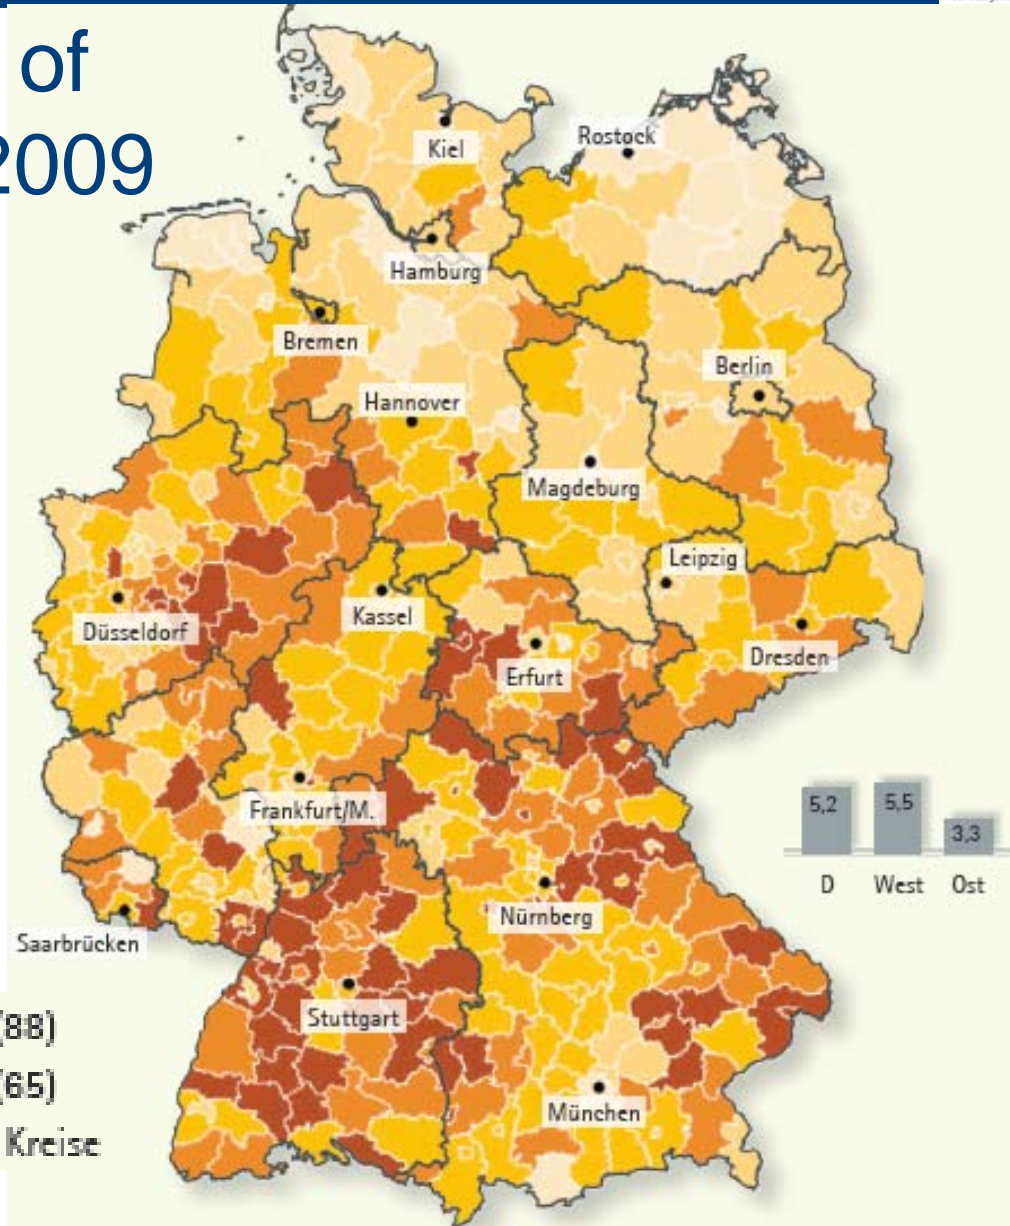 of
2009
Kiel
Rostock
Hamburg
Bremen
Berlin
Hannover
Magdeburg
Leipzig
Kassel
Düsseldorf
Dresden
Erfurt
Frankfurt/M.
5,2
5,5
3,3
D
West
Ost
Nürnberg
Saarbrücken
Stuttgart
(88)
(65)
Kreise
München